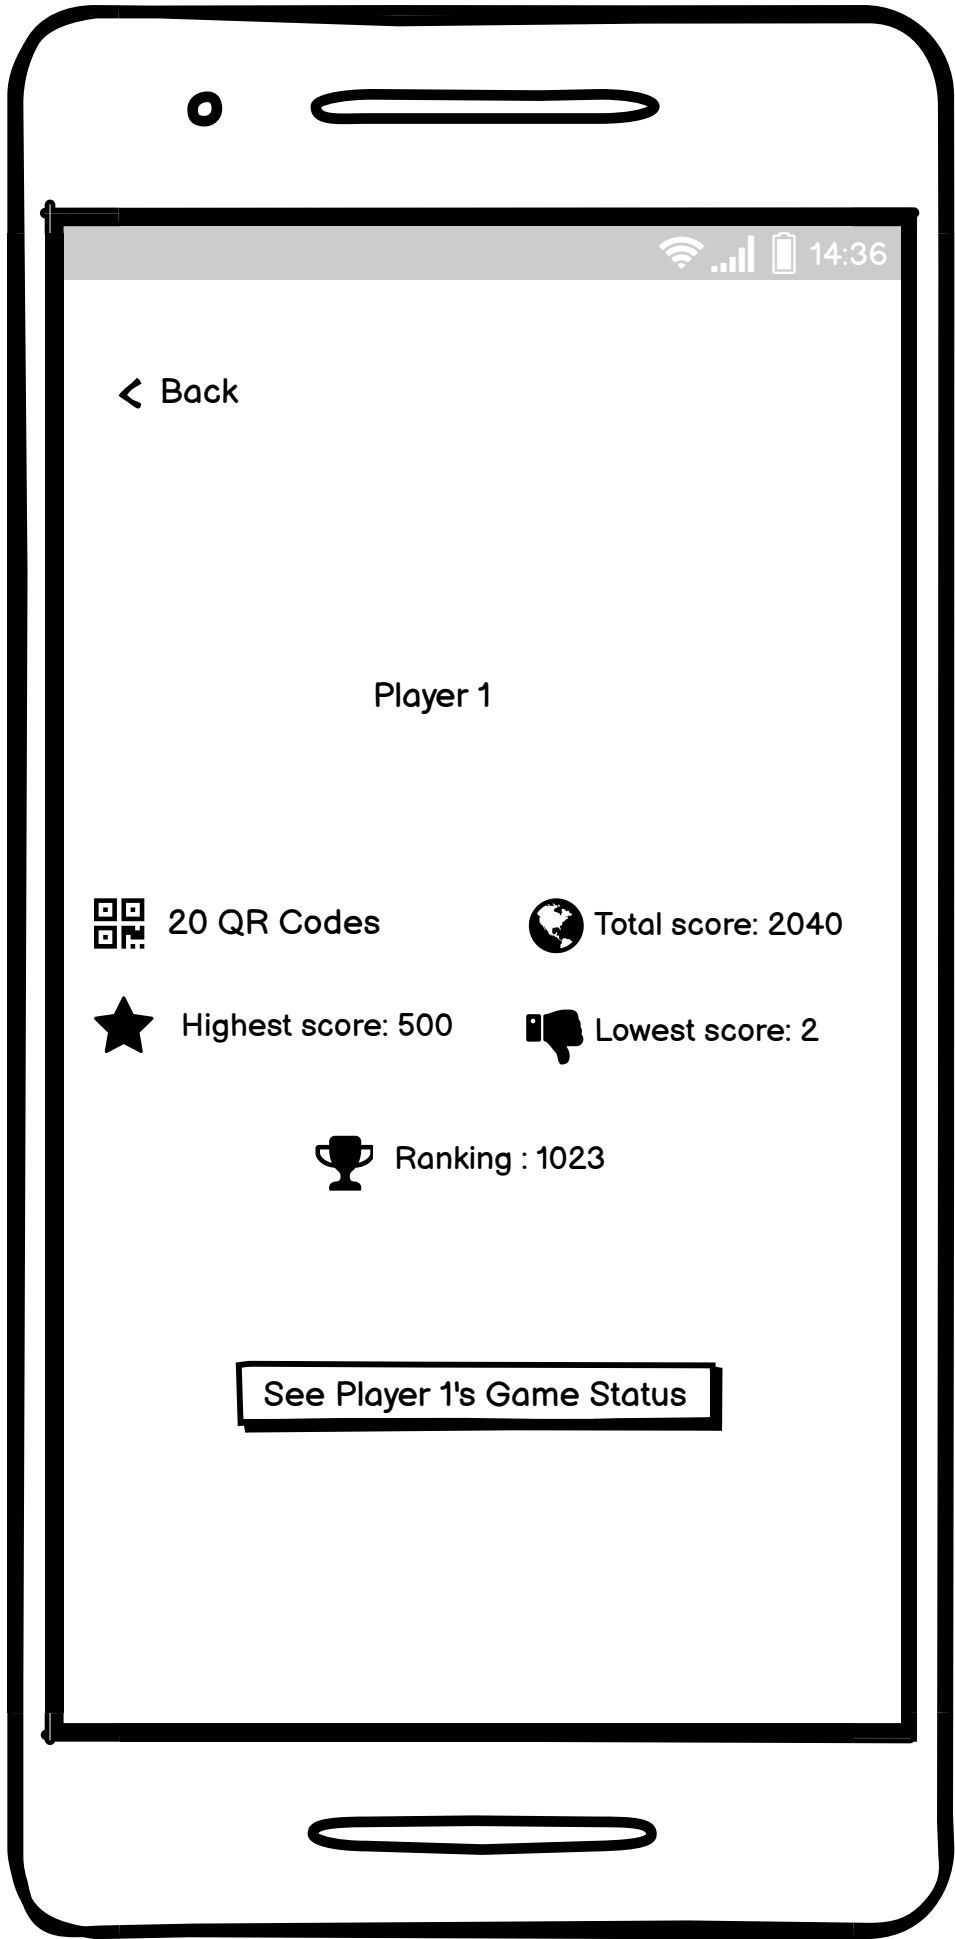 14:36
Back
Player 1
20 QR Codes
Total score: 2040
Highest score: 500
Lowest score: 2
Ranking : 1023
See Player 1's Game Status